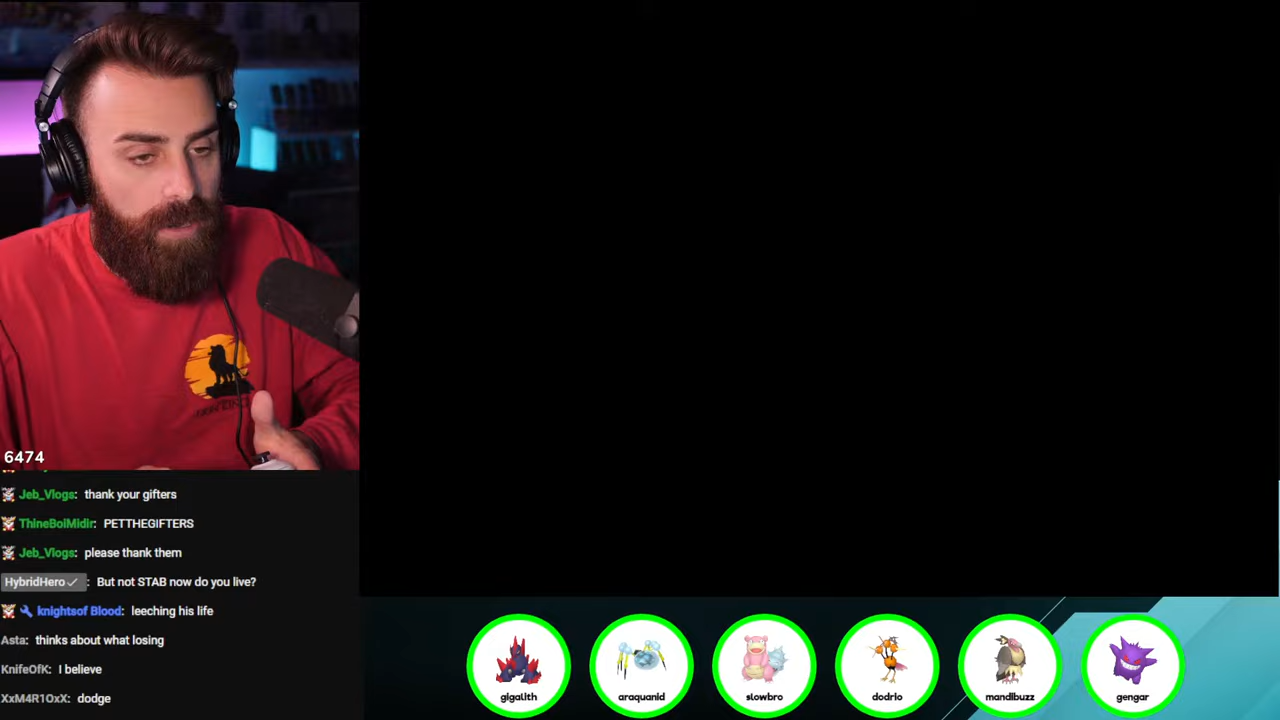 6474
Jeb_Vlogs: thank your gifters
ThineBoiMidir: PETTHEGIFTERS
Jeb_Vlogs: please thank them
HybridHero ✓ : But not STAB now do you live?
knightsof Blood: leeching his life
Asta: thinks about what losing
KnifeOfK: I believe
XxM4R1OxX: dodge
gigalith araquanid slowbro dodrio mandibuzz gengar